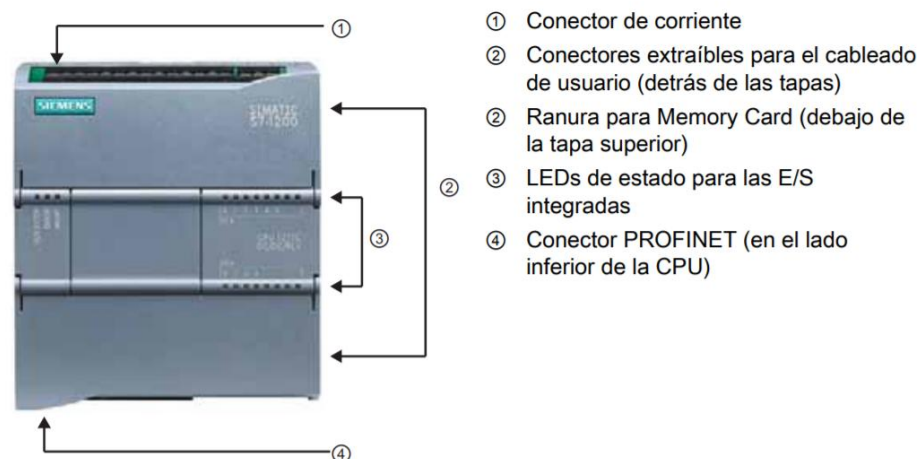 ①
① Conector de corriente
② Conectores extraíbles para el cableado
de usuario (detrás de las tapas)
SIEMENS
SIMATIC
S7-1200
② Ranura para Memory Card (debajo de
la tapa superior)
②
③ LEDs de estado para las E/S
integradas
③
④ Conector PROFINET (en el lado
inferior de la CPU)
④